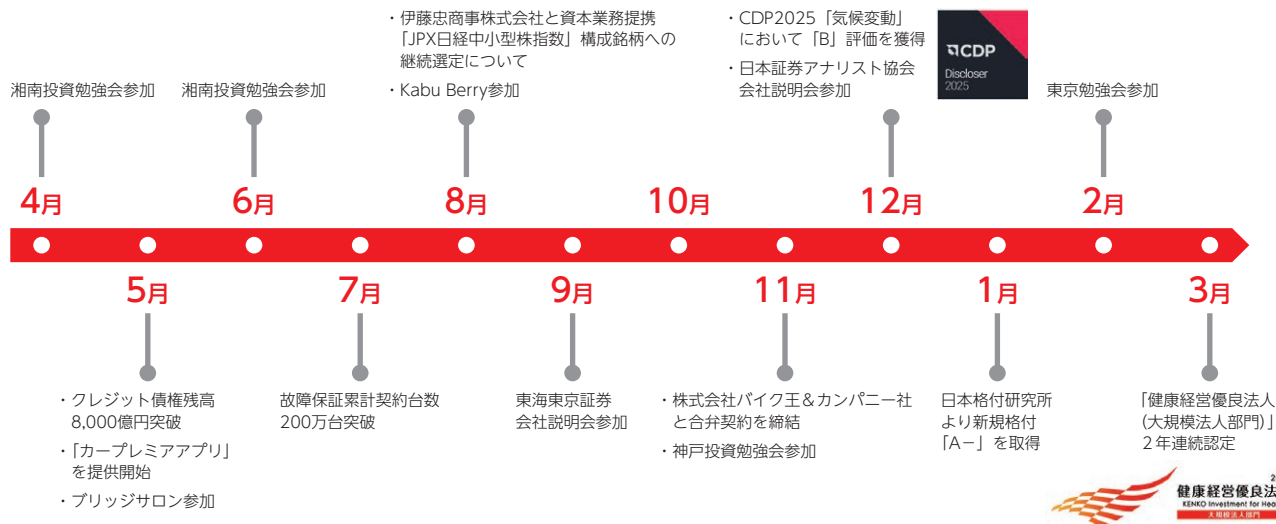 ・伊藤忠商事株式会社と資本業務提携
「JPX日経中小型株指数」構成銘柄への
継続選定について
・Kabu Berry参加
・CDP2025「気候変動」
において「B」評価を獲得
・日本証券アナリスト協会
会社説明会参加
CDP
Discloser
2025
湘南投資勉強会参加
湘南投資勉強会参加
東京勉強会参加
4月
6月
8月
10月
12月
2月
5月
7月
9月
11月
1月
3月
・クレジット債権残高
8,000億円突破
・「カープレミアアプリ」
を提供開始
・ブリッジサロン参加
故障保証累計契約台数
200万台突破
東海東京証券
会社説明会参加
・株式会社バイク王&カンパニー社
と合弁契約を締結
・神戸投資勉強会参加
日本格付研究所
より新規格付
「A－」を取得
「健康経営優良法人
(大規模法人部門)」
2年連続認定
健康経営優良法
KENKO Investment for Hea
大規模法人部門